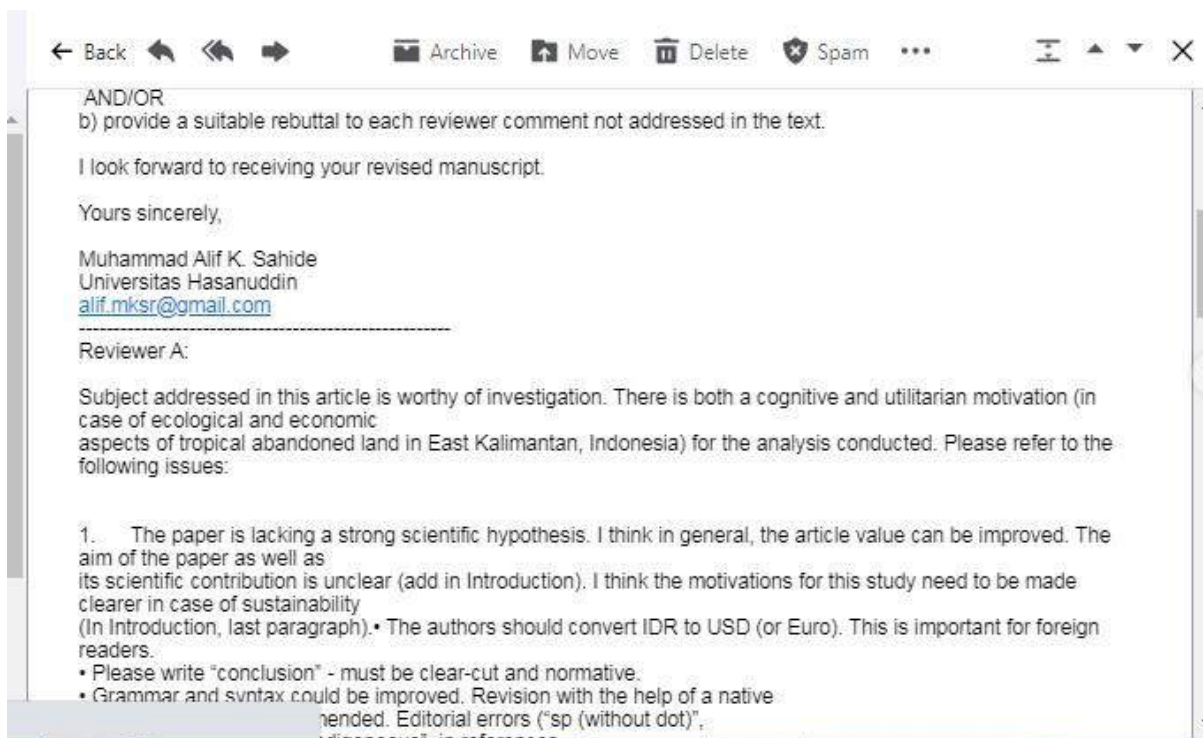 Back Archive Move Delete Spam
AND/OR
b) provide a suitable rebuttal to each reviewer comment not addressed in the text.
I look forward to receiving your revised manuscript.
Yours sincerely,
Muhammad Alif K. Sahide
Universitas Hasanuddin
alif.mksr@gmail.com
----------------------------------------------------
Reviewer A:
Subject addressed in this article is worthy of investigation. There is both a cognitive and utilitarian motivation (in
case of ecological and economic
aspects of tropical abandoned land in East Kalimantan, Indonesia) for the analysis conducted. Please refer to the
following issues:
1. The paper is lacking a strong scientific hypothesis. I think in general, the article value can be improved. The
aim of the paper as well as
its scientific contribution is unclear (add in Introduction). I think the motivations for this study need to be made
clearer in case of sustainability
(In Introduction, last paragraph).• The authors should convert IDR to USD (or Euro). This is important for foreign
readers.
• Please write “conclusion” - must be clear-cut and normative.
• Grammar and syntax could be improved. Revision with the help of a native
Editorial errors (“sp (without dot)”,
in references